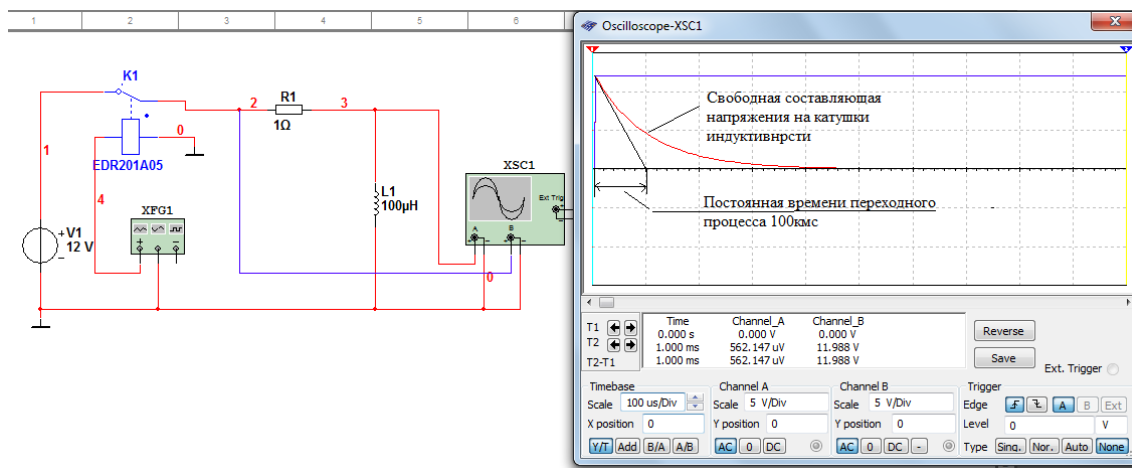 1 2 3 4 5 6
K1
EDR201A05
0
1
4
2
R1
1Ω
3
+V1
12 V
XFG1
L1
100μH
XSC1
Ext Trig
A B
0
Oscilloscope-XSC1
Свободная составляющая
напряжения на катушки
индуктивнрсти
Постоянная времени переходного
процесса 100кмс
Time Channel_A Channel_B
T1 0.000 s 0.000 V 0.000 V
T2 1.000 ms 562.147 uV 11.988 V
T2-T1 1.000 ms 562.147 uV 11.988 V
Reverse
Save
Ext. Trigger
Timebase
Scale 100 us/Div
X position 0
Y/T Add B/A A/B
Channel A
Scale 5 V/Div
Y position 0
AC 0 DC
Channel B
Scale 5 V/Div
Y position 0
AC 0 DC -
Trigger
Edge A B Ext
Level 0 V
Type Sing. Nor. Auto None